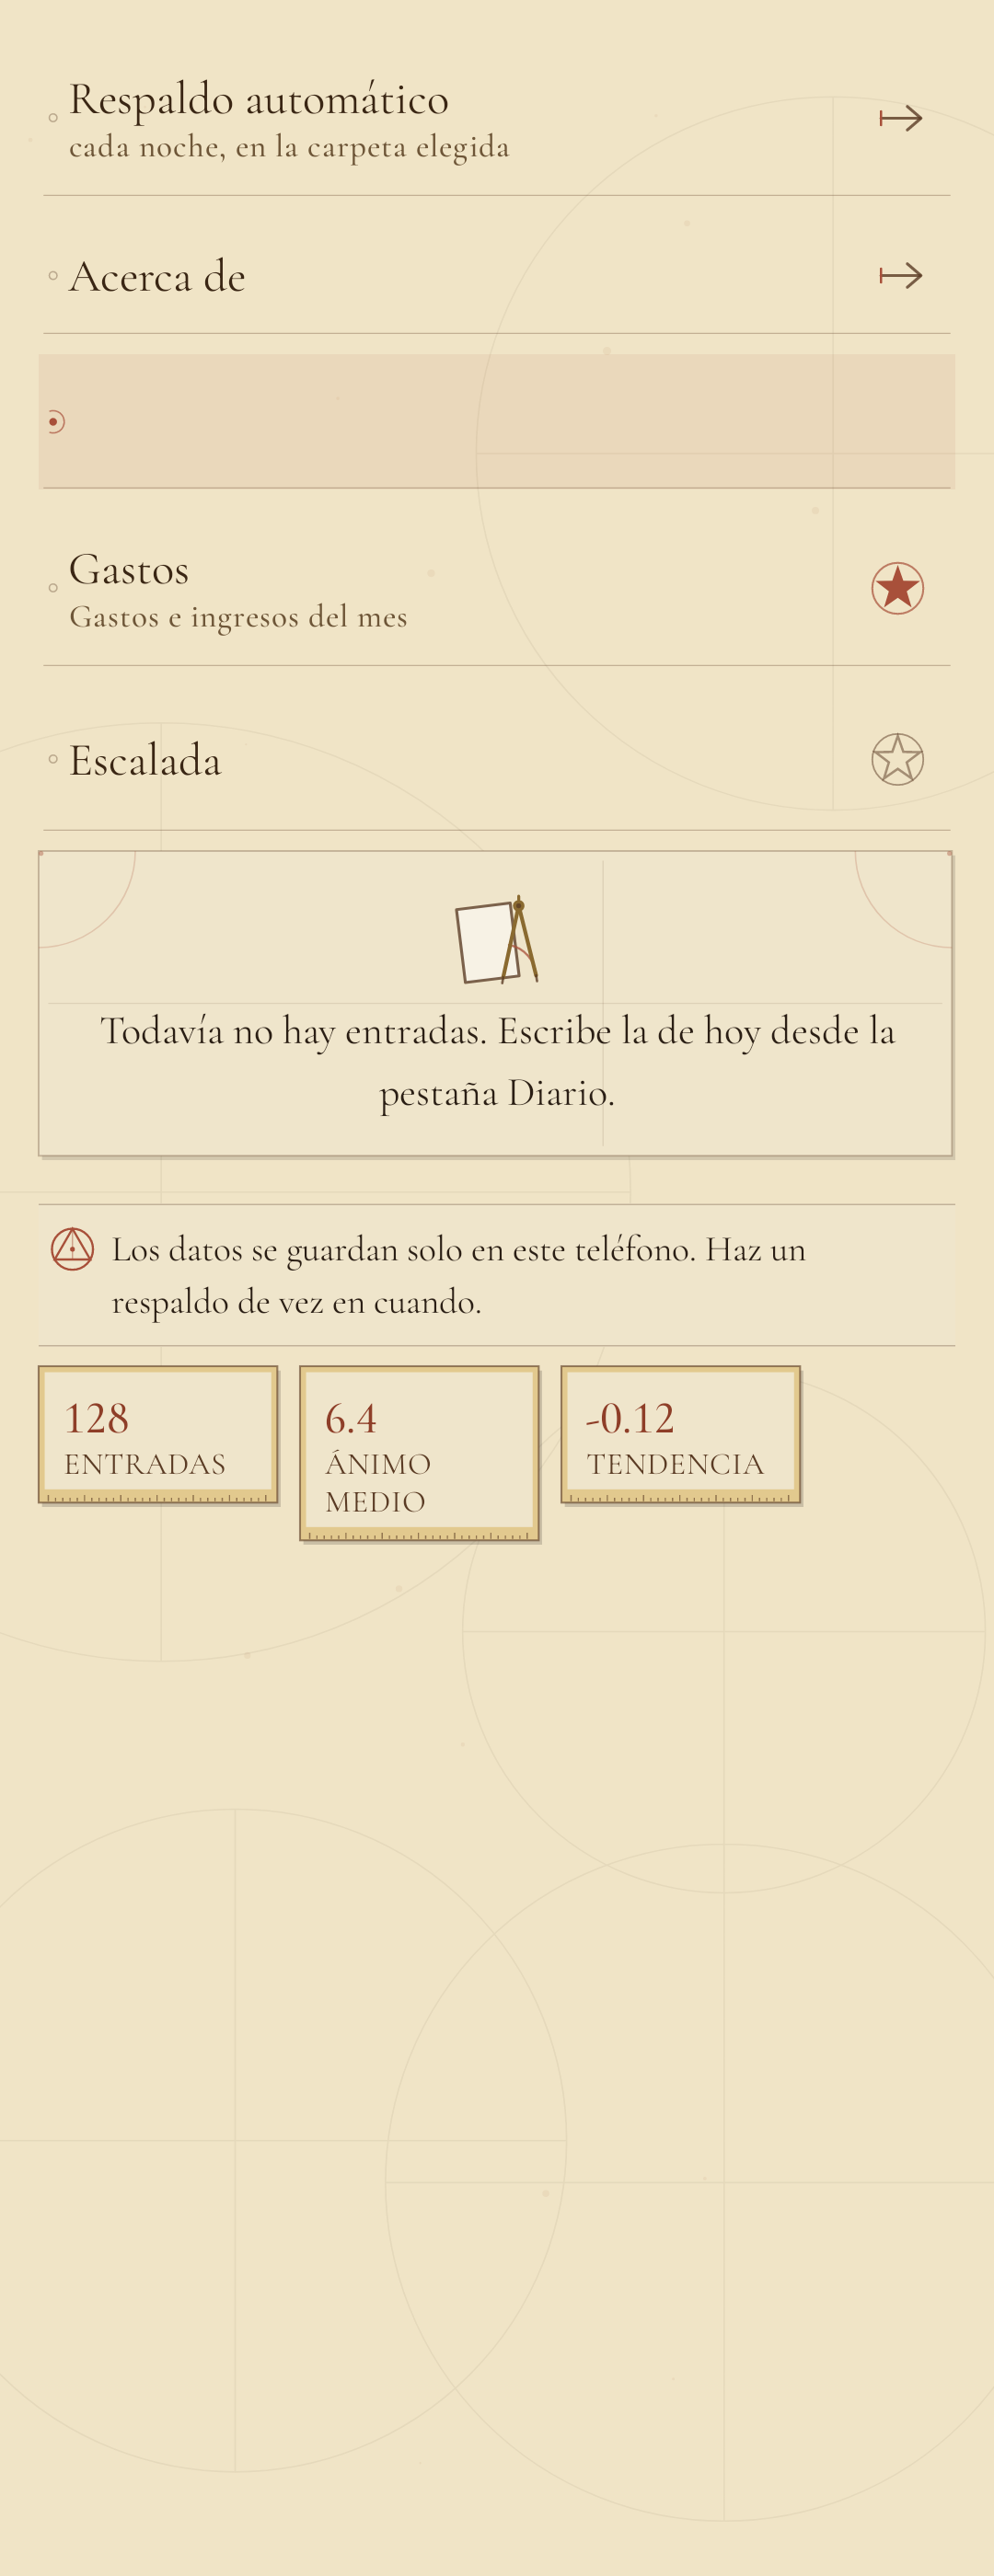 Respaldo automático
cada noche, en la carpeta elegida
Acerca de
Gastos
Gastos e ingresos del mes
Escalada
Todavía no hay entradas. Escribe la de hoy desde la
pestaña Diario.
Los datos se guardan solo en este teléfono. Haz un
respaldo de vez en cuando.
128
ENTRADAS
6.4
ÁNIMO
MEDIO
-0.12
TENDENCIA